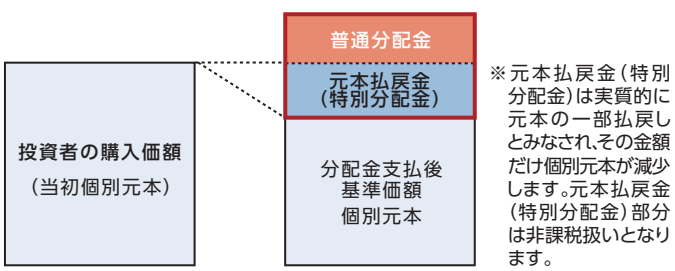 投資者の購入価額
(当初個別元本)
普通分配金
元本払戻金
(特別分配金)
分配金支払後
基準価額
個別元本
※元本払戻金(特別
分配金)は実質的に
元本の一部払戻し
とみなされ、その金額
だけ個別元本が減少
します。元本払戻金
(特別分配金)部分
は非課税扱いとなり
ます。